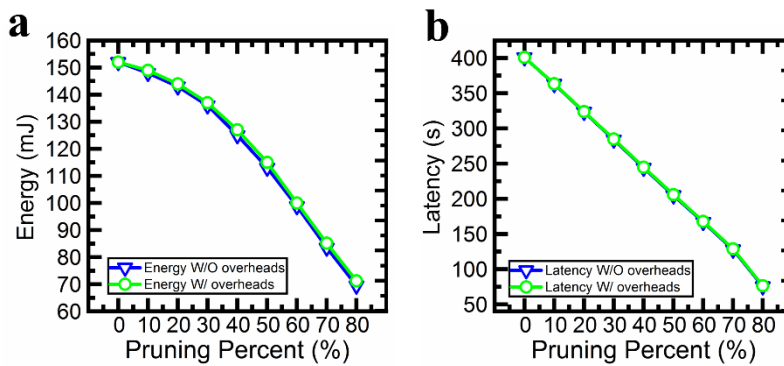 a
160
150
140
130
120
110
100
90
80
70
60
Energy (mJ)
Energy W/O overheads
Energy W/ overheads
0 10 20 30 40 50 60 70 80
Pruning Percent (%)
b
400
350
300
250
200
150
100
50
Latency (s)
Latency W/O overheads
Latency W/ overheads
0 10 20 30 40 50 60 70 80
Pruning Percent (%)